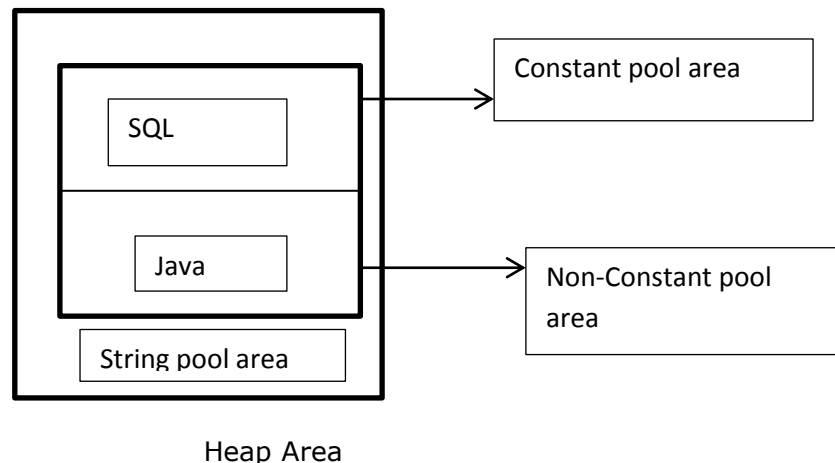 Constant pool area
SQL
Java
Non-Constant pool
area
String pool area
Heap Area